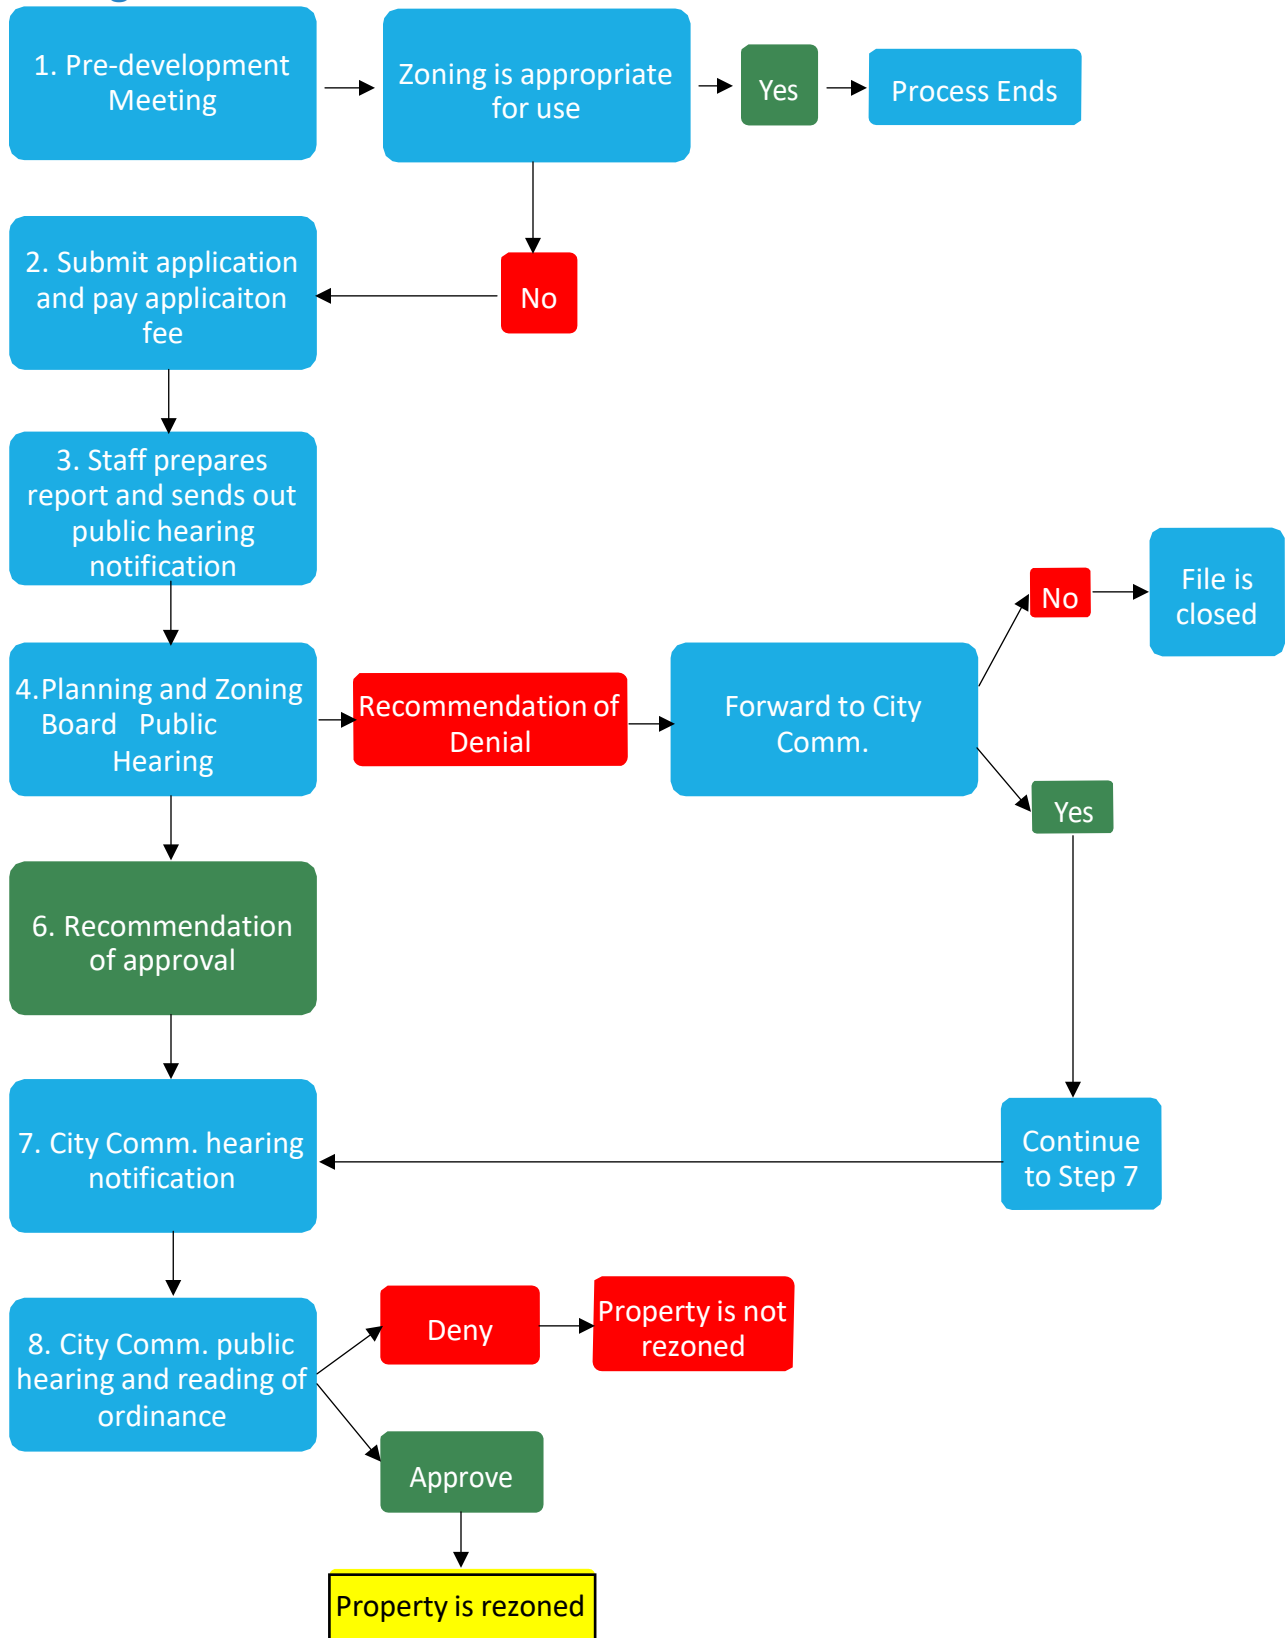 1. Pre-development
Meeting
Zoning is appropriate
for use
Yes
Process Ends
2. Submit application
and pay applicaiton
fee
No
3. Staff prepares
report and sends out
public hearing
notification
No
File is
closed
4.Planning and Zoning
Board Public
Hearing
Recommendation of
Denial
Forward to City
Comm.
Yes
6. Recommendation
of approval
7. City Comm. hearing
notification
Continue
to Step 7
8. City Comm. public
hearing and reading of
ordinance
Deny
Property is not
rezoned
Approve
Property is rezoned